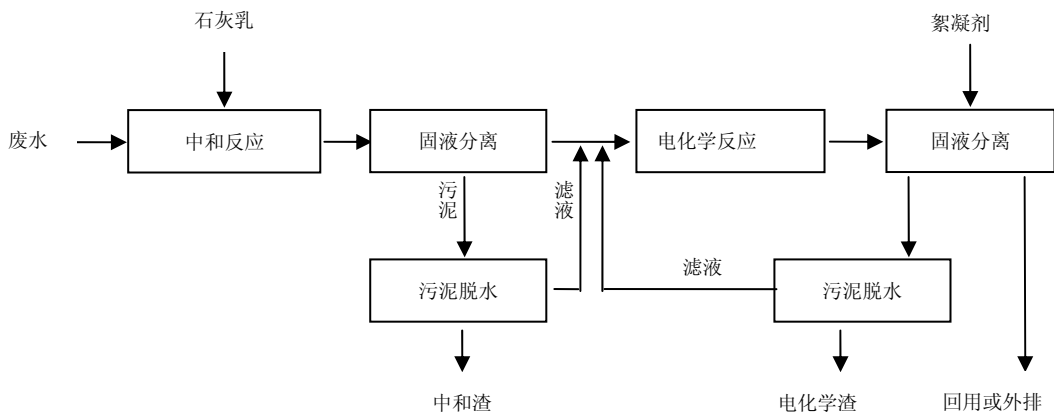 石灰乳
絮凝剂
废水
中和反应
固液分离
电化学反应
固液分离
污泥
滤液
滤液
污泥脱水
污泥脱水
中和渣
电化学渣
回用或外排